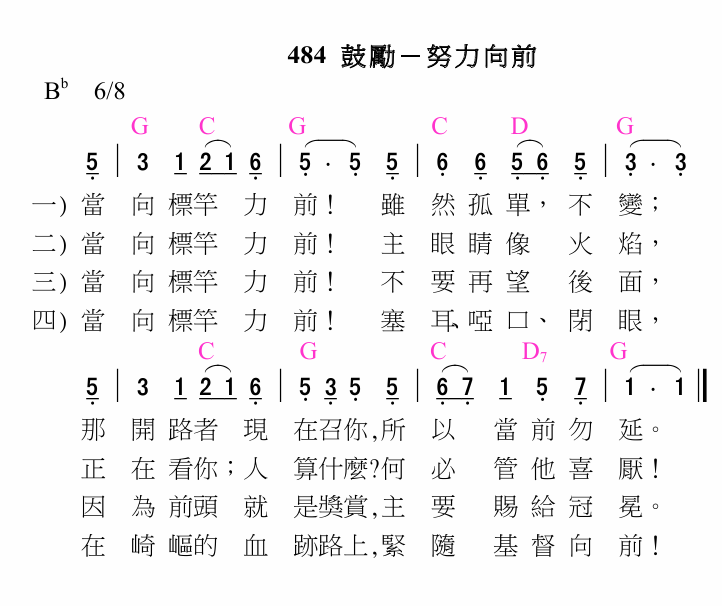 484 鼓勵－努力向前
B♭ 6/8
G C G C D G
5 | 3 1 2 1 6 | 5 · 5 5 | 6 6 5 6 5 | 3 · 3
一) 當 向 標竿 力 前！ 雖 然 孤 單， 不 變；
二) 當 向 標竿 力 前！ 主 眼 睛 像 火 焰，
三) 當 向 標竿 力 前！ 不 要 再 望 後 面，
四) 當 向 標竿 力 前！ 塞 耳、啞 口、 閉 眼，
C G C D7 G
5 | 3 1 2 1 6 | 5 3 5 5 | 6 7 1 5 7 | 1 · 1 ‖
那 開 路者 現 在召你,所 以 當 前 勿 延。
正 在 看你；人 算什麼?何 必 管 他 喜 厭！
因 為 前頭 就 是獎賞,主 要 賜 給 冠 冕。
在 崎 嶇的 血 跡路上,緊 隨 基 督 向 前！